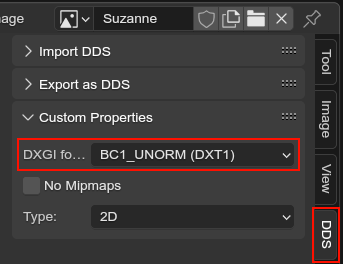 age
Suzanne
Import DDS
Export as DDS
Custom Properties
DXGI fo...
BC1_UNORM (DXT1)
No Mipmaps
Type:
2D
Tool
Image
View
DDS